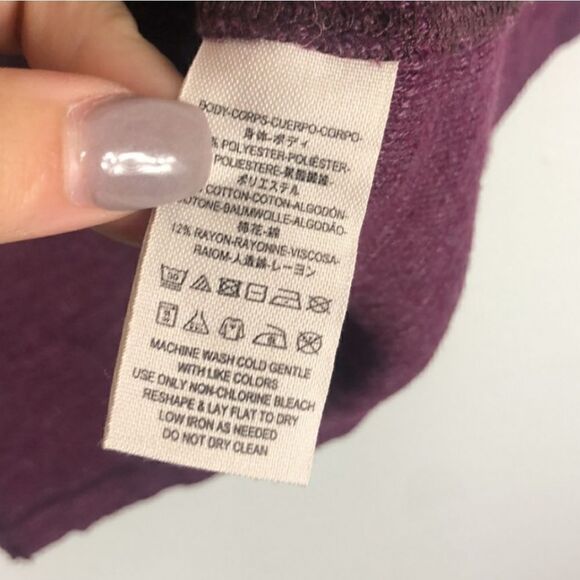 BODY-CORPS-CUERPO-CORPO-
身体-ボディ
% POLYESTER-POLIÉSTER-
POLIESTERE-聚酯纖維-
ポリエステル
COTTON-COTON-ALGODÓN-
OTONE-BAUMWOLLE-ALGODÃO-
棉花-綿
12% RAYON-RAYONNE-VISCOSA-
RAIOM-人造絲-レーヨン
MACHINE WASH COLD GENTLE
WITH LIKE COLORS
USE ONLY NON-CHLORINE BLEACH
RESHAPE & LAY FLAT TO DRY
LOW IRON AS NEEDED
DO NOT DRY CLEAN